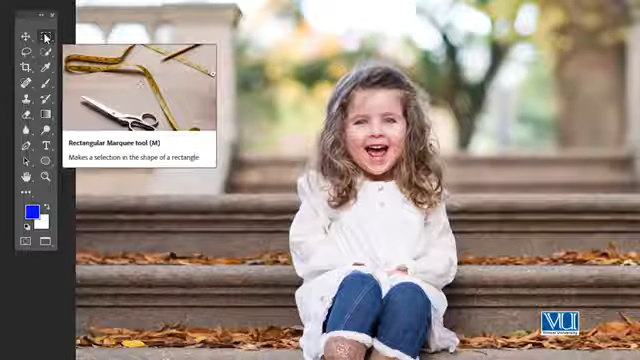 Rectangular Marquee tool (M)
Makes a selection in the shape of a rectangle
VU